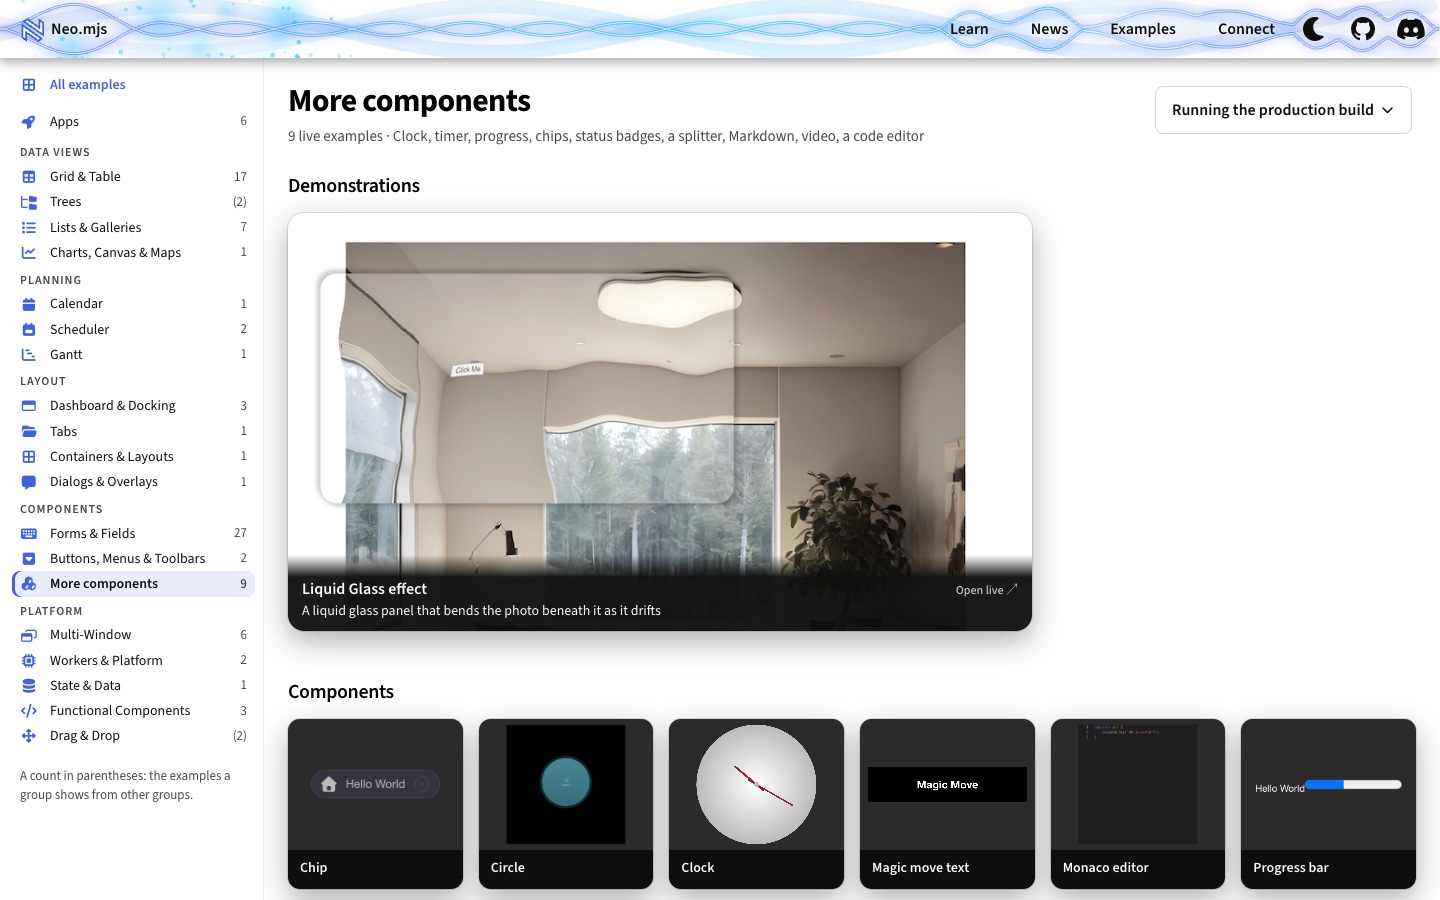 Neo.mjs
Learn
News
Examples
Connect
All examples
Apps 6
DATA VIEWS
Grid & Table 17
Trees (2)
Lists & Galleries 7
Charts, Canvas & Maps 1
PLANNING
Calendar 1
Scheduler 2
Gantt 1
LAYOUT
Dashboard & Docking 3
Tabs 1
Containers & Layouts 1
Dialogs & Overlays 1
COMPONENTS
Forms & Fields 27
Buttons, Menus & Toolbars 2
More components 9
PLATFORM
Multi-Window 6
Workers & Platform 2
State & Data 1
Functional Components 3
Drag & Drop (2)
A count in parentheses: the examples a
group shows from other groups.
More components
9 live examples · Clock, timer, progress, chips, status badges, a splitter, Markdown, video, a code editor
Running the production build
Demonstrations
Click Me
Liquid Glass effect
Open live ↗
A liquid glass panel that bends the photo beneath it as it drifts
Components
Hello World
Chip
Circle
Clock
Magic Move
Magic move text
Monaco editor
Hello World
Progress bar